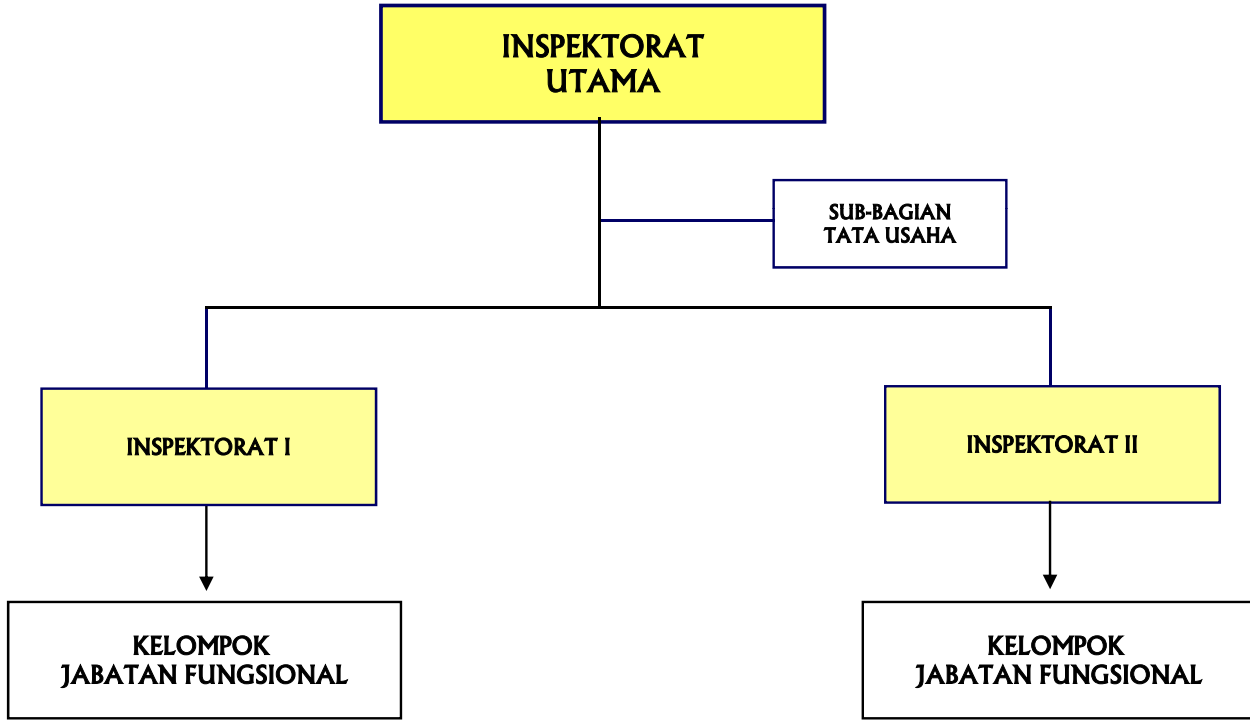 INSPEKTORAT
UTAMA
SUB-BAGIAN
TATA USAHA
INSPEKTORAT I
INSPEKTORAT II
KELOMPOK
JABATAN FUNGSIONAL
KELOMPOK
JABATAN FUNGSIONAL